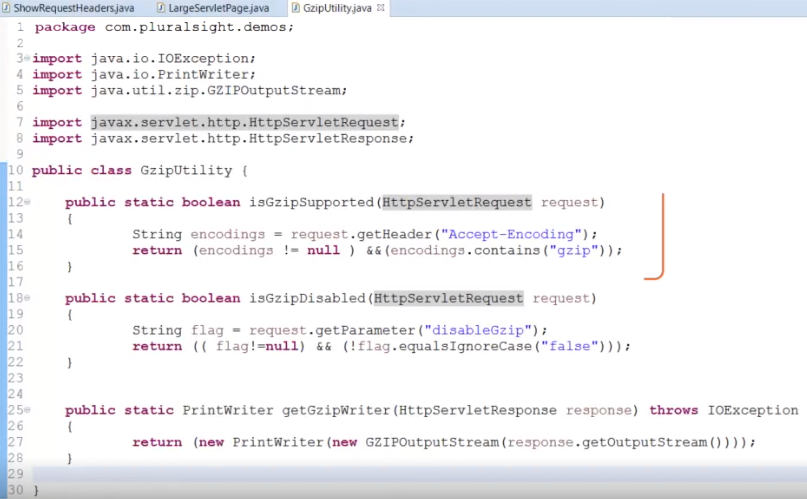 ShowRequestHeaders.java LargeServletPage.java GzipUtility.java
1 package com.pluralsight.demos;
2
3 import java.io.IOException;
4 import java.io.PrintWriter;
5 import java.util.zip.GZIPOutputStream;
6
7 import javax.servlet.http.HttpServletRequest;
8 import javax.servlet.http.HttpServletResponse;
9
10 public class GzipUtility {
11
12 public static boolean isGzipSupported(HttpServletRequest request)
13 {
14 String encodings = request.getHeader("Accept-Encoding");
15 return (encodings != null ) &&(encodings.contains("gzip"));
16 }
17
18 public static boolean isGzipDisabled(HttpServletRequest request)
19 {
20 String flag = request.getParameter("disableGzip");
21 return (( flag!=null) && (!flag.equalsIgnoreCase("false")));
22 }
23
24
25 public static PrintWriter getGzipWriter(HttpServletResponse response) throws IOException
26 {
27 return (new PrintWriter(new GZIPOutputStream(response.getOutputStream())));
28 }
29
30 }